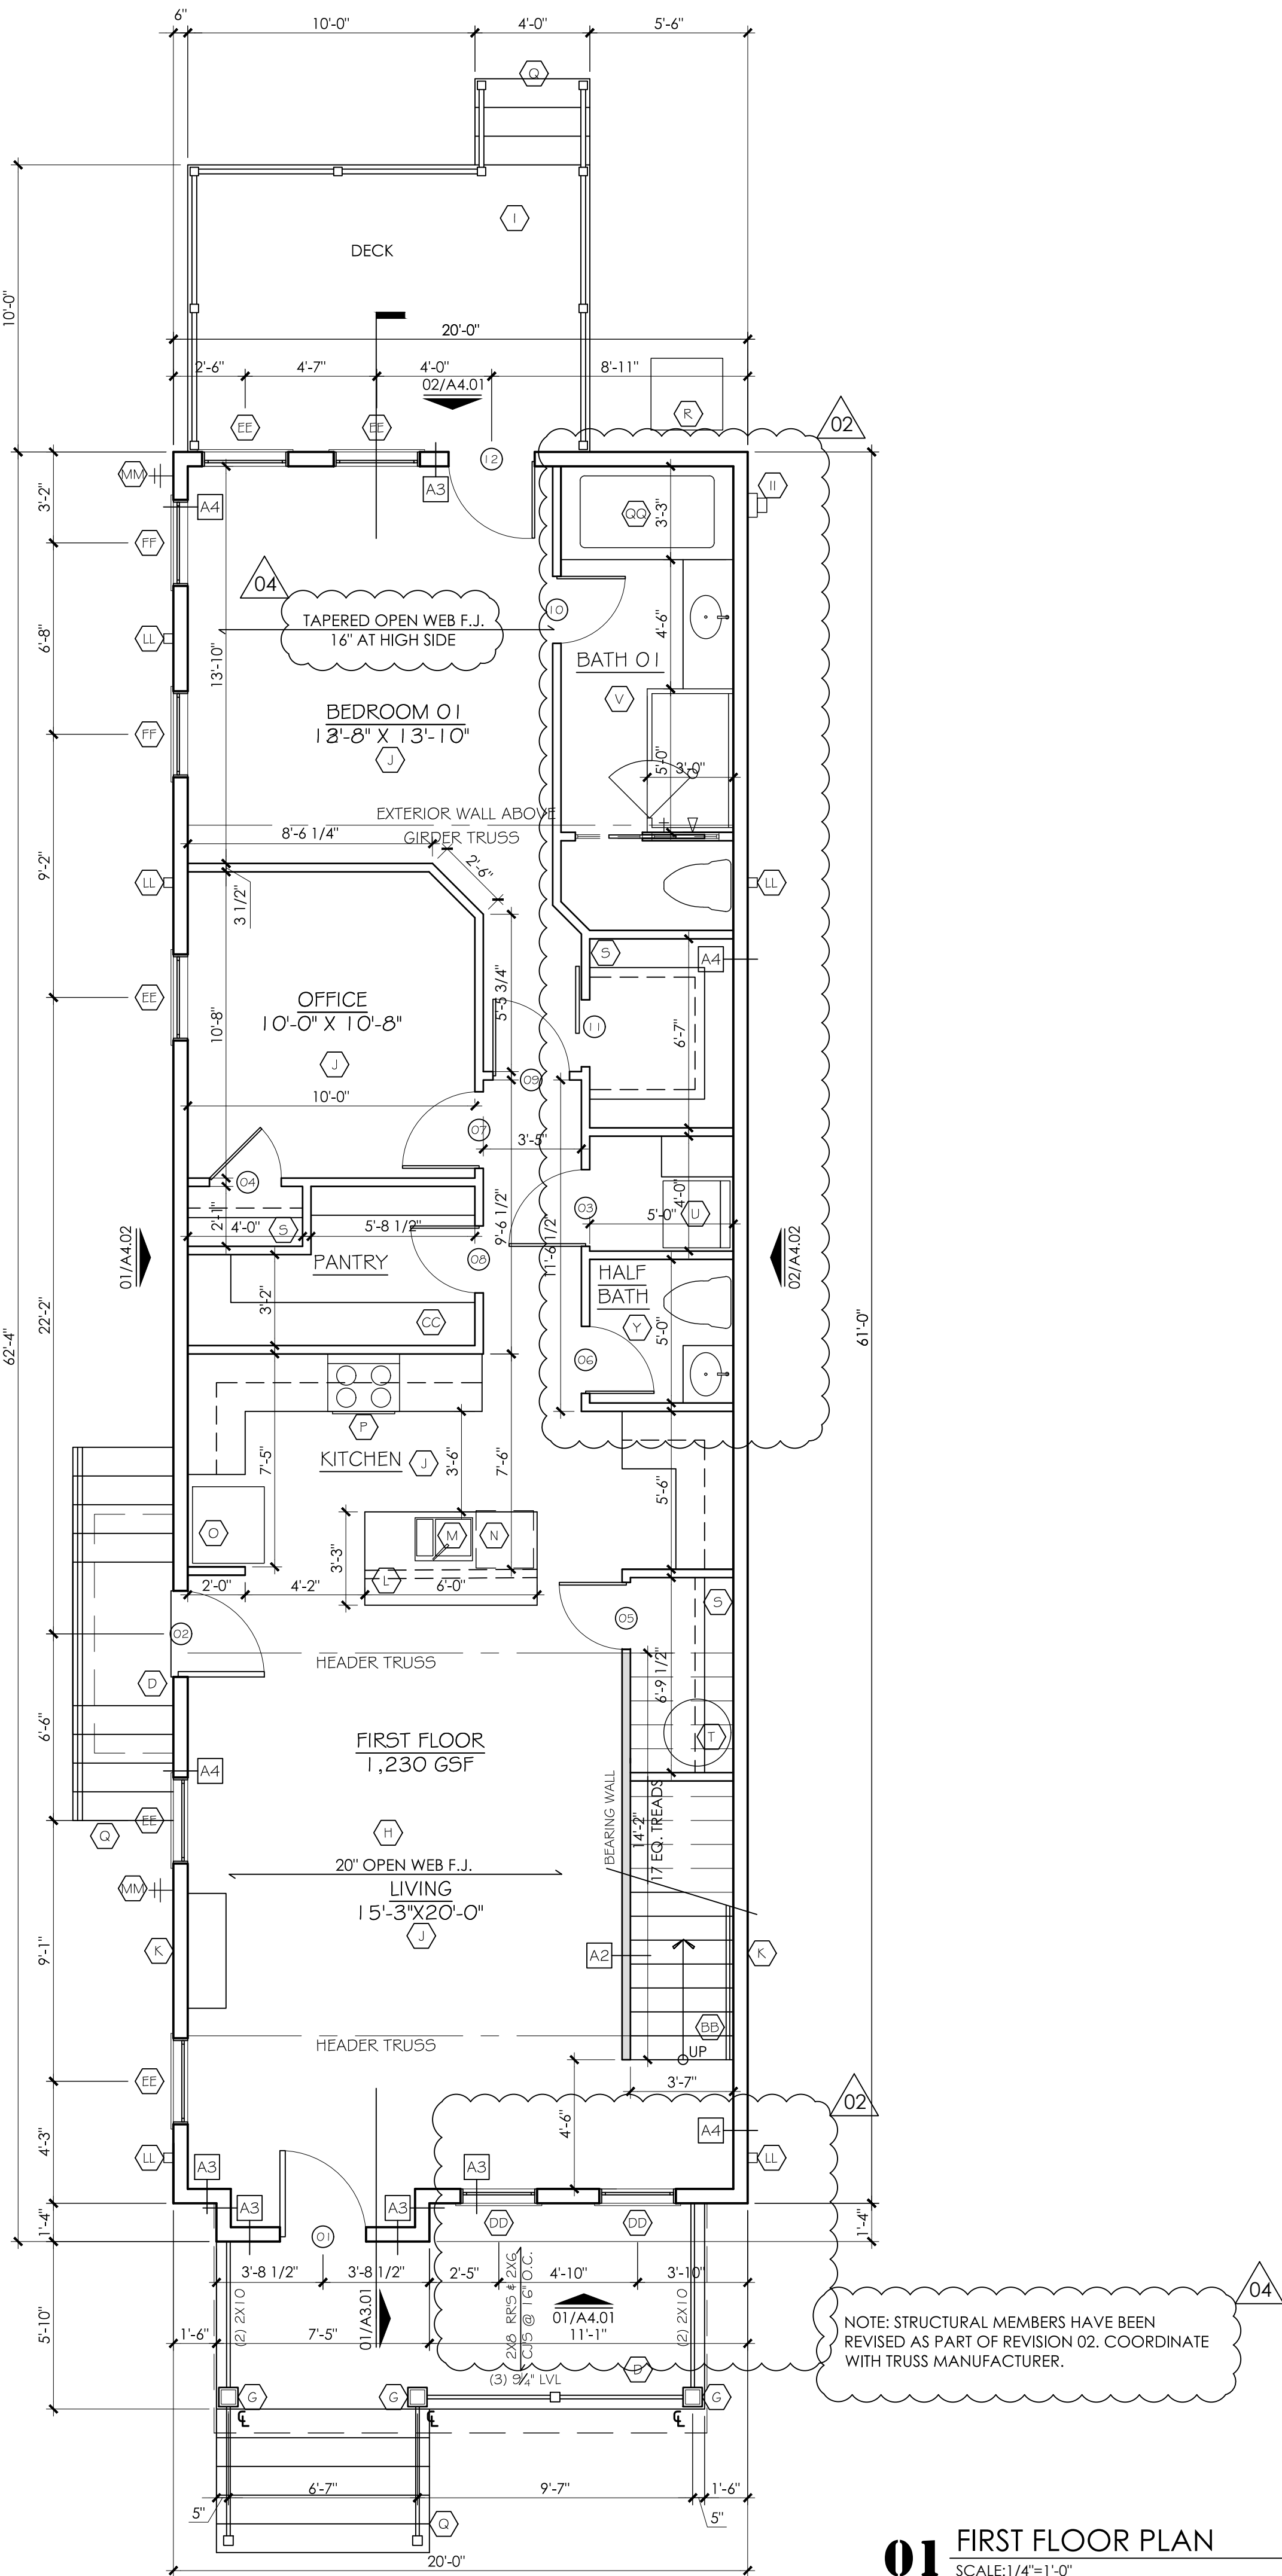 6" 10'-0" 4'-0" 5'-6"
Q
I
DECK
10'-0"
20'-0"
2'-6" 4'-7" 4'-0" 8'-11"
02/A4.01
R
02
EE EE
12
MM
A3
II
A4
QQ
3'-2"
3'-3"
FF
04
10
TAPERED OPEN WEB F.J.
16" AT HIGH SIDE
LL
6'-8"
4'-6"
13'-10"
BATH 01
V
BEDROOM 01
13'-10"
FF
J
5'-0" 3'-0"
EXTERIOR WALL ABOVE
8'-6 1/4"
GIRDER TRUSS
2'-6"
9'-2"
LL
3 1/2"
LL
S
A4
5'-5 3/4"
EE
OFFICE
10'-0" X 10'-8"
10'-8"
11
6'-7"
J
09
10'-0"
07
3'-5"
04
03
4'-0"
U
2'-1"
4'-0" S 5'-8 1/2"
9'-6 1/2"
11'-6 1/2"
5'-0"
01/A4.02
PANTRY
08
HALF
BATH
02/A4.02
3'-2"
CC
Y
22'-2"
62'-4"
61'-0"
5'-0"
06
P
KITCHEN J
7'-5"
3'-6"
7'-6"
5'-6"
O
M N
3'-3"
L
2'-0" 4'-2" 6'-0"
S
05
02
HEADER TRUSS
D
6'-9 1/2"
6'-6"
FIRST FLOOR
1,230 GSF
T
A4
EE
Q
H
BEARING WALL
14'-2"
17 EQ. TREADS
20" OPEN WEB F.J.
MM
LIVING
15'-3"X20'-0"
J
K
A2
K
9'-1"
BB
HEADER TRUSS
UP
EE
3'-7"
02
4'-3"
4'-6"
A4
LL
A3
A3
LL
A3
A3
1'-4"
01
DD DD
1'-4"
3'-8 1/2" 3'-8 1/2" 2'-5" 4'-10" 3'-10"
04
(2) 2X10
01/A3.01
2X8 RR'S & 2X6
CJ'S @ 16" O.C.
01/A4.01
(2) 2X10
5'-10"
1'-6" 7'-5" 11'-1"
NOTE: STRUCTURAL MEMBERS HAVE BEEN
REVISED AS PART OF REVISION 02. COORDINATE
WITH TRUSS MANUFACTURER.
D
(3) 9¼" LVL
G G G
6'-7" 9'-7" 1'-6"
5" 5"
Q
20'-0"
01 FIRST FLOOR PLAN
SCALE:1/4"=1'-0"